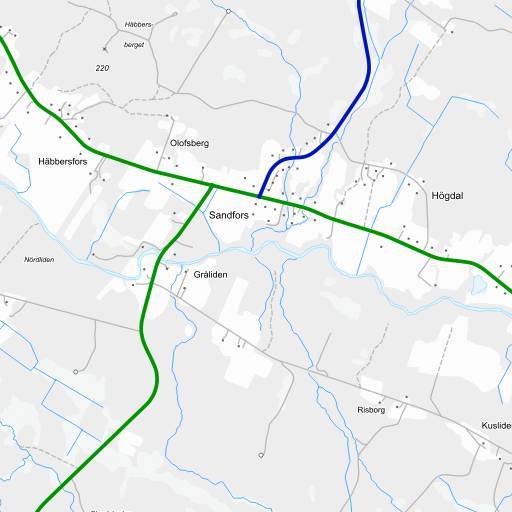 Häbbers-
berget
220
Olofsberg
Häbbersfors
Högdal
Sandfors
Nördliden
Gråliden
Risborg
Kuslide